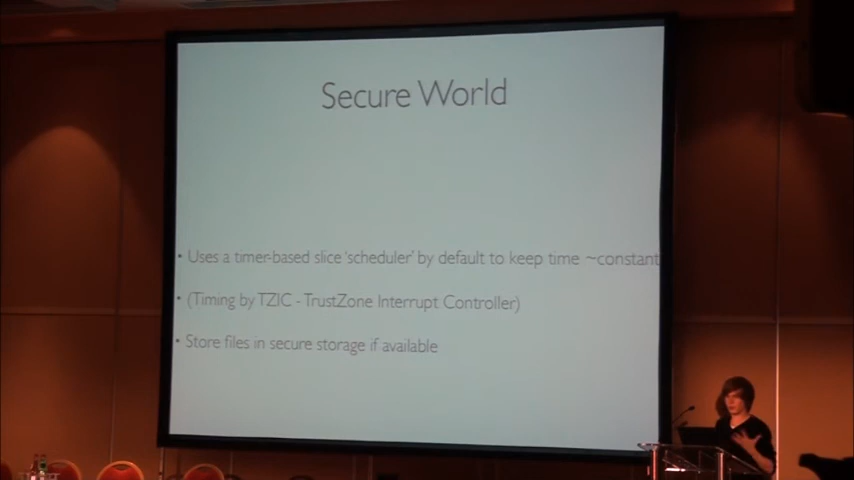 Secure World
• Uses a timer-based slice 'scheduler' by default to keep time ~constant
• (Timing by TZIC - TrustZone Interrupt Controller)
• Store files in secure storage if available